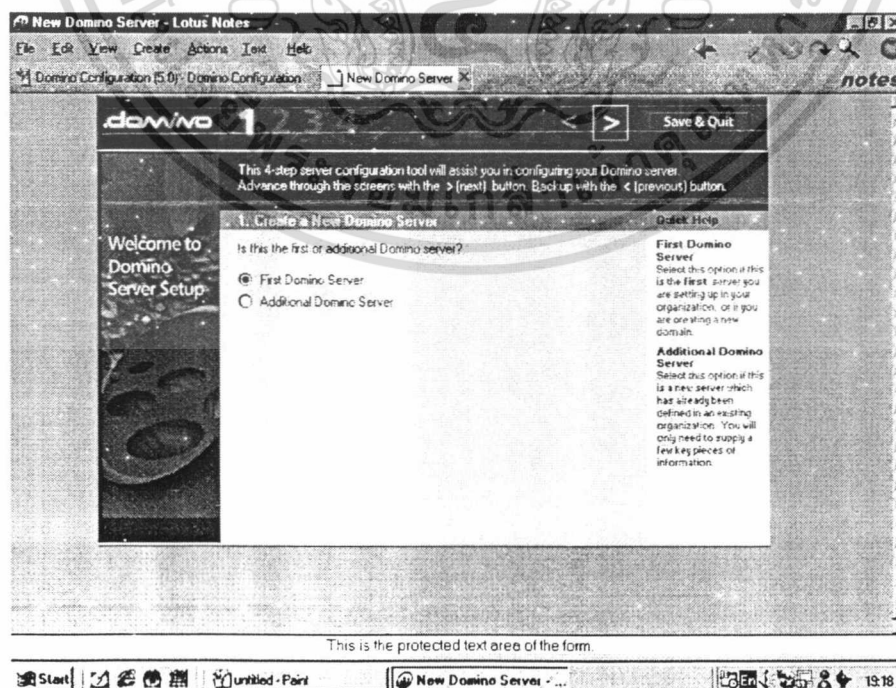 New Domino Server - Lotus Notes
File Edit View Create Actions Text Help
Domino Configuration (5.0) - Domino Configuration New Domino Server
notes
domino 1 2 3 < > Save & Quit
This 4-step server configuration tool will assist you in configuring your Domino server.
Advance through the screens with the > (next) button. Backup with the < (previous) button.
1. Create a New Domino Server
Quick Help
Welcome to
Domino
Server Setup
Is this the first or additional Domino server?
First Domino Server
Additional Domino Server
First Domino
Server
Select this option if this
is the first server you
are setting up in your
organization, or if you
are creating a new
domain.
Additional Domino
Server
Select this option if this
is a new server which
has already been
defined in an existing
organization. You will
only need to supply a
few key pieces of
information.
This is the protected text area of the form.
Start untitled - Paint New Domino Server - ... En 19:18